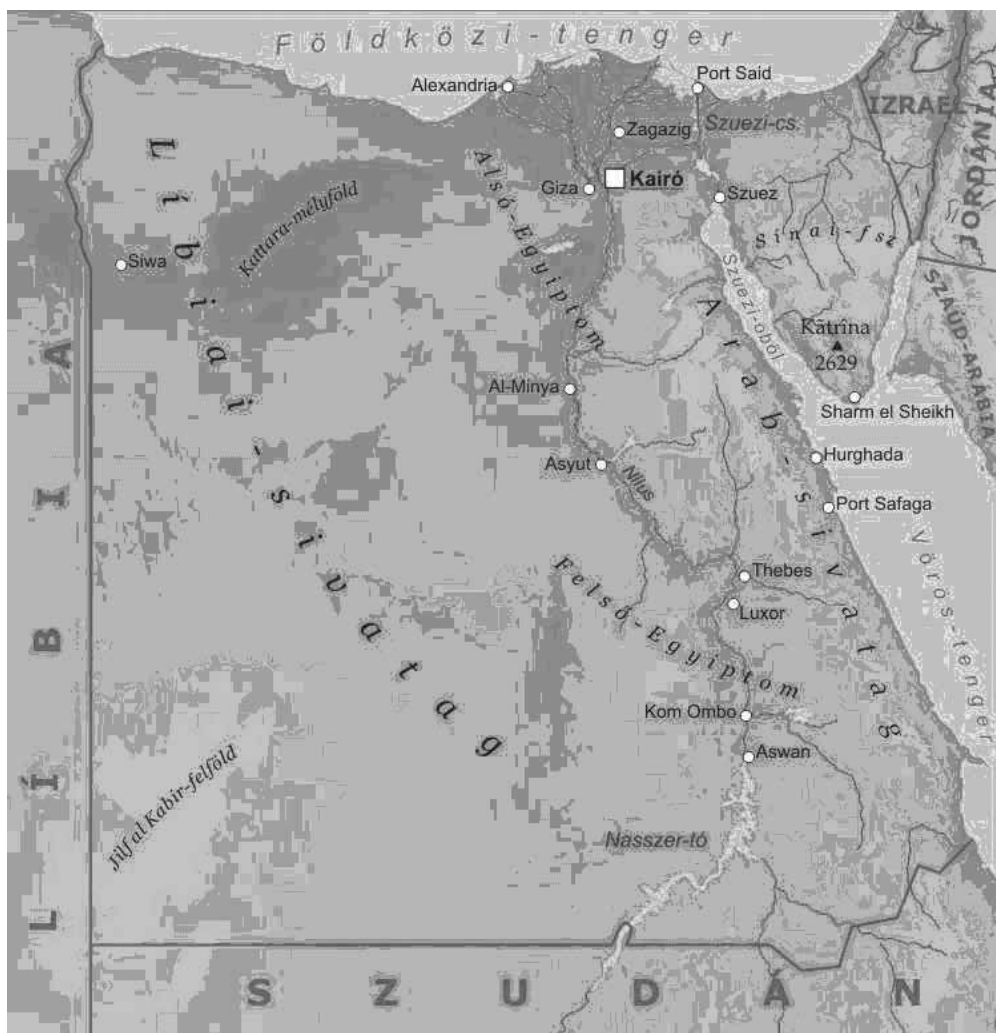 Földközi-tenger
Alexandria
Port Said
IZRAEL
JORDÁNIA
Zagazig
Szuezi-cs.
Líbiai-sivatag
Alsó-Egyiptom
Kairó
Giza
Szuez
Kattara-mélyföld
Sínai-fsz
Siwa
Szuezi-öböl
SZAÚD-ARÁBIA
Arab-sivatag
Kātrīna
2629
Al-Minya
Sharm el Sheikh
Hurghada
Asyut
Nílus
Port Safaga
Vörös-tenger
Thebes
Felső-Egyiptom
Luxor
Kom Ombo
Aswan
Jilf al Kabir-felföld
Nasszer-tó
LÍBIA
SZUDÁN